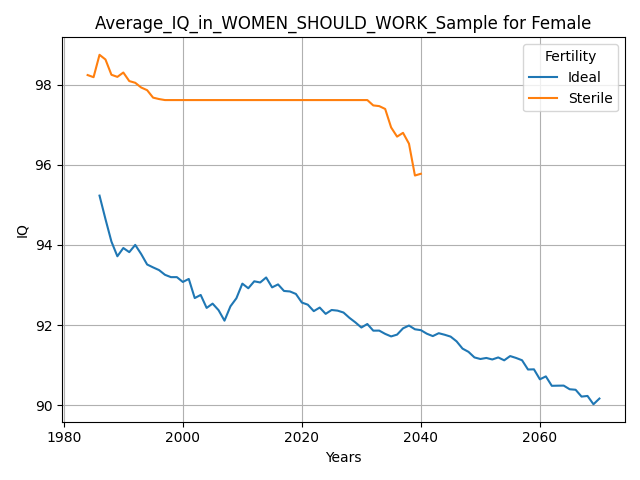 Average_IQ_in_WOMEN_SHOULD_WORK_Sample for Female
Fertility
Ideal
Sterile
IQ
98
96
94
92
90
1980
2000
2020
2040
2060
Years